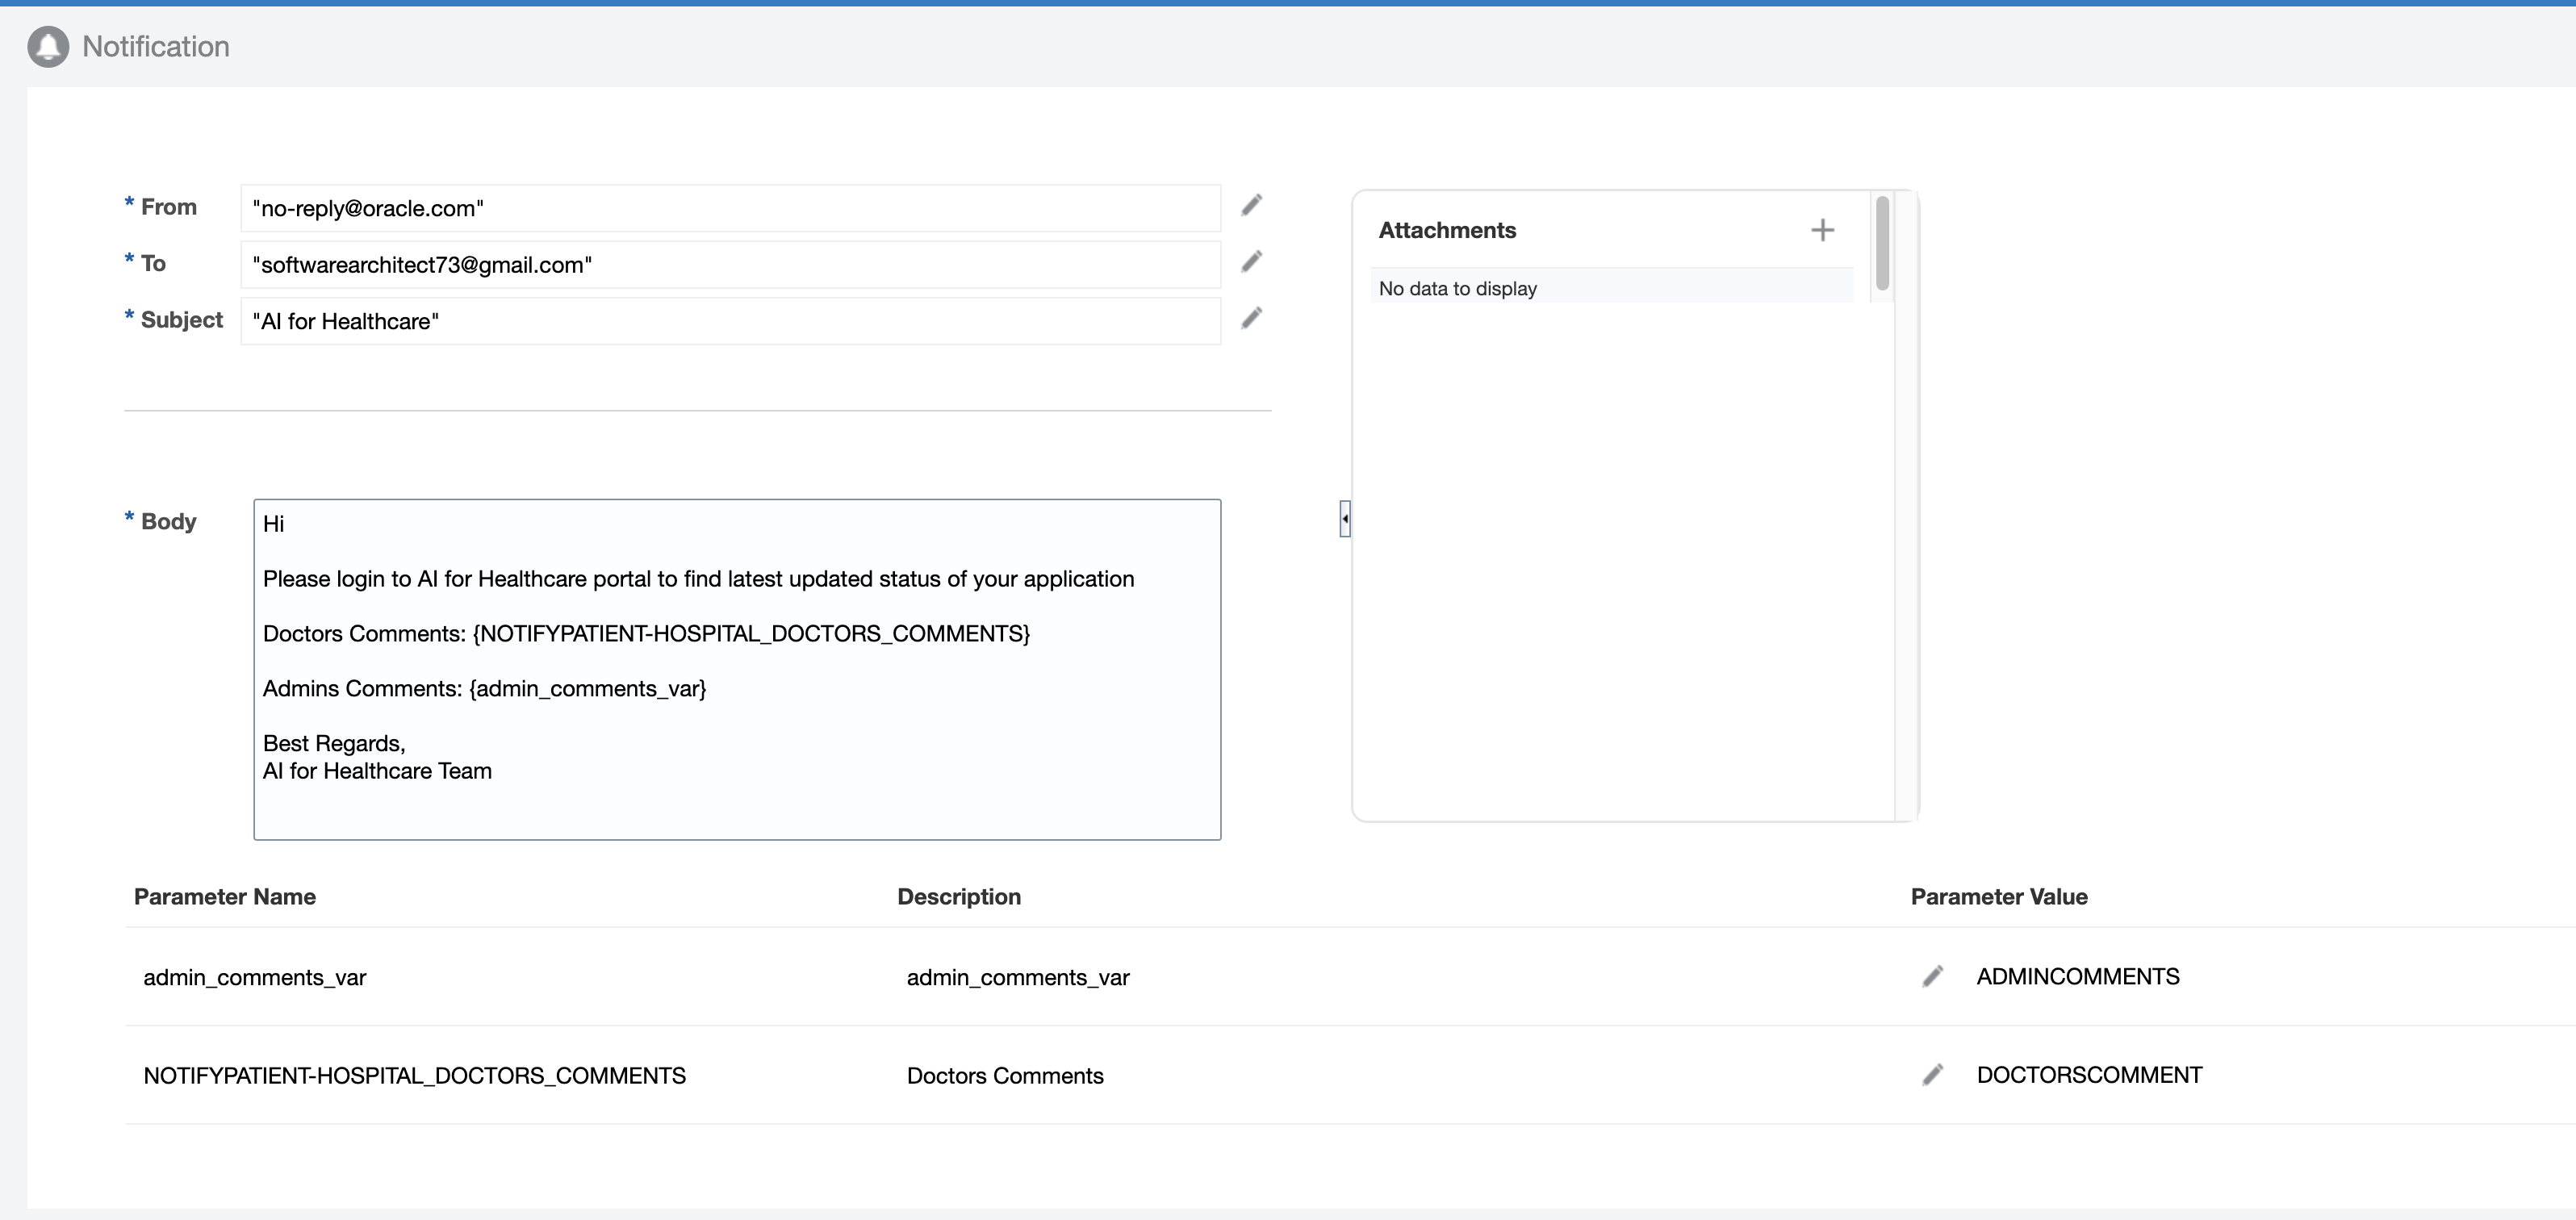 Notification
* From "no-reply@oracle.com"
* To "softwarearchitect73@gmail.com"
* Subject "AI for Healthcare"
Attachments
No data to display
* Body
Hi
Please login to AI for Healthcare portal to find latest updated status of your application
Doctors Comments: {NOTIFYPATIENT-HOSPITAL_DOCTORS_COMMENTS}
Admins Comments: {admin_comments_var}
Best Regards,
AI for Healthcare Team
Parameter Name Description Parameter Value
admin_comments_var admin_comments_var ADMINCOMMENTS
NOTIFYPATIENT-HOSPITAL_DOCTORS_COMMENTS Doctors Comments DOCTORSCOMMENT